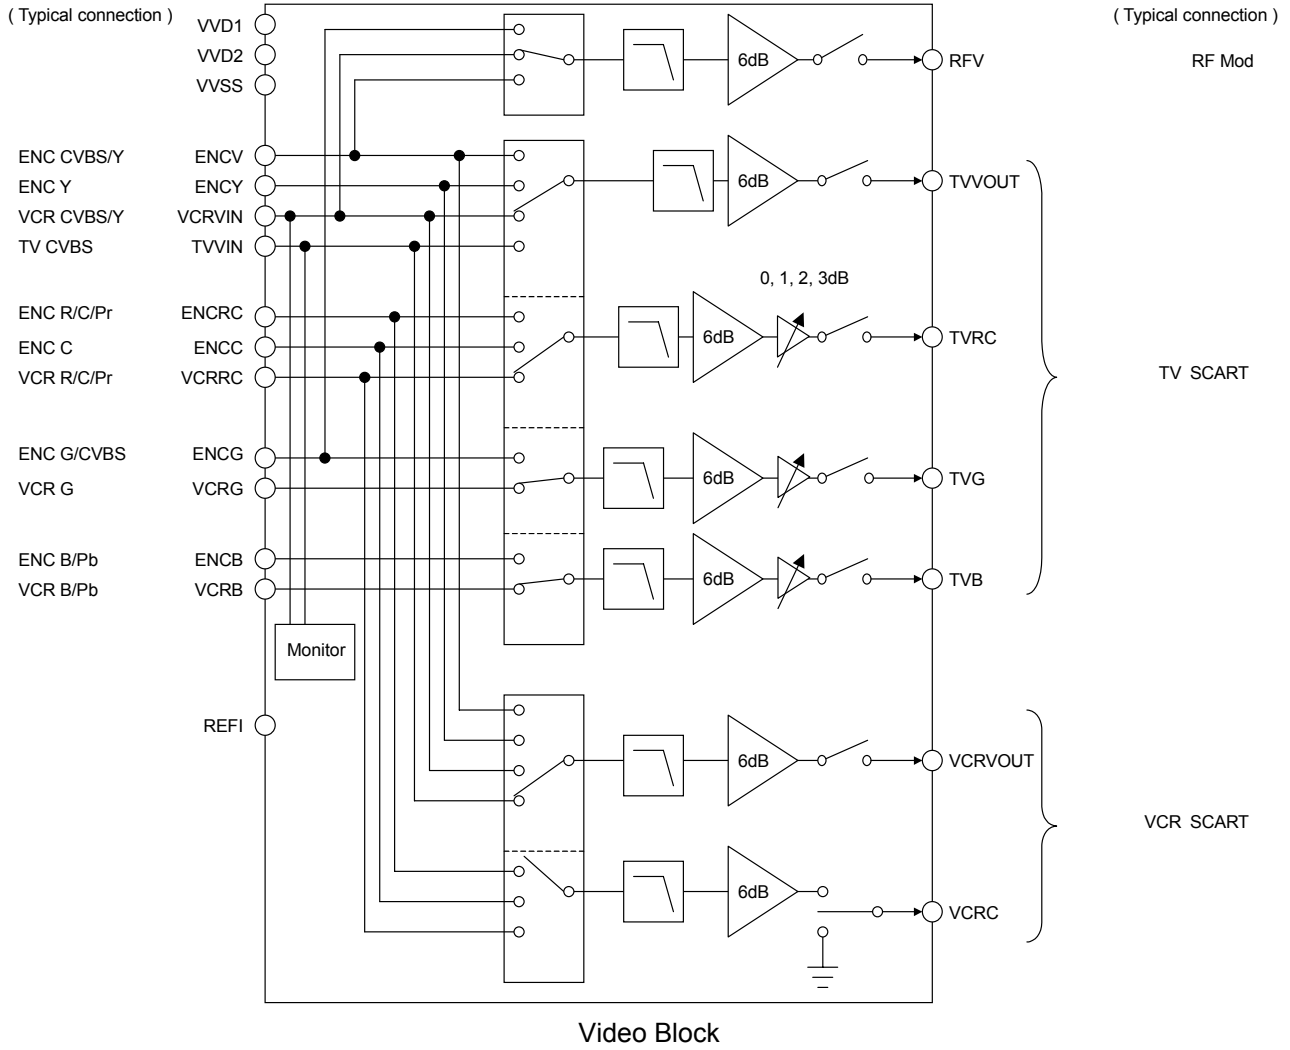 ( Typical connection )
( Typical connection )
VVD1
VVD2
VVSS
6dB
RFV
RF Mod
ENC CVBS/Y
ENCV
ENC Y
ENCY
6dB
TVVOUT
VCR CVBS/Y
VCRVIN
TV CVBS
TVVIN
0, 1, 2, 3dB
ENC R/C/Pr
ENCRC
6dB
TVRC
ENC C
ENCC
VCR R/C/Pr
VCRRC
TV SCART
ENC G/CVBS
ENCG
6dB
TVG
VCR G
VCRG
ENC B/Pb
ENCB
6dB
TVB
VCR B/Pb
VCRB
Monitor
REFI
6dB
VCRVOUT
VCR SCART
6dB
VCRC
Video Block